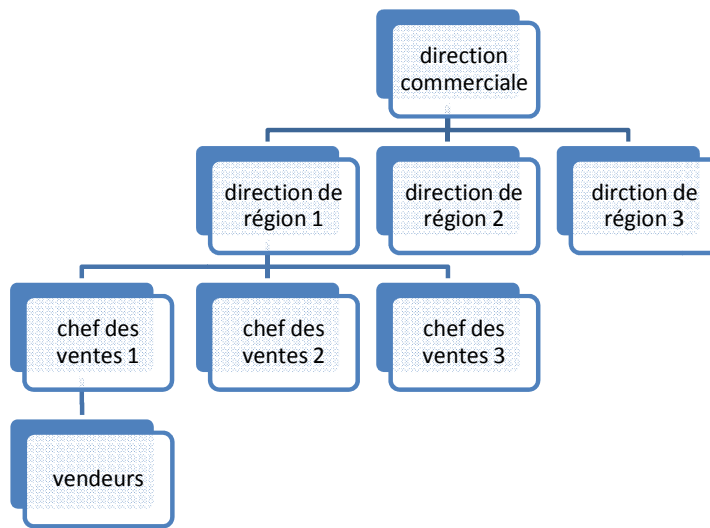 direction
commerciale
direction de
région 1
direction de
région 2
dirction de
région 3
chef des
ventes 1
chef des
ventes 2
chef des
ventes 3
vendeurs